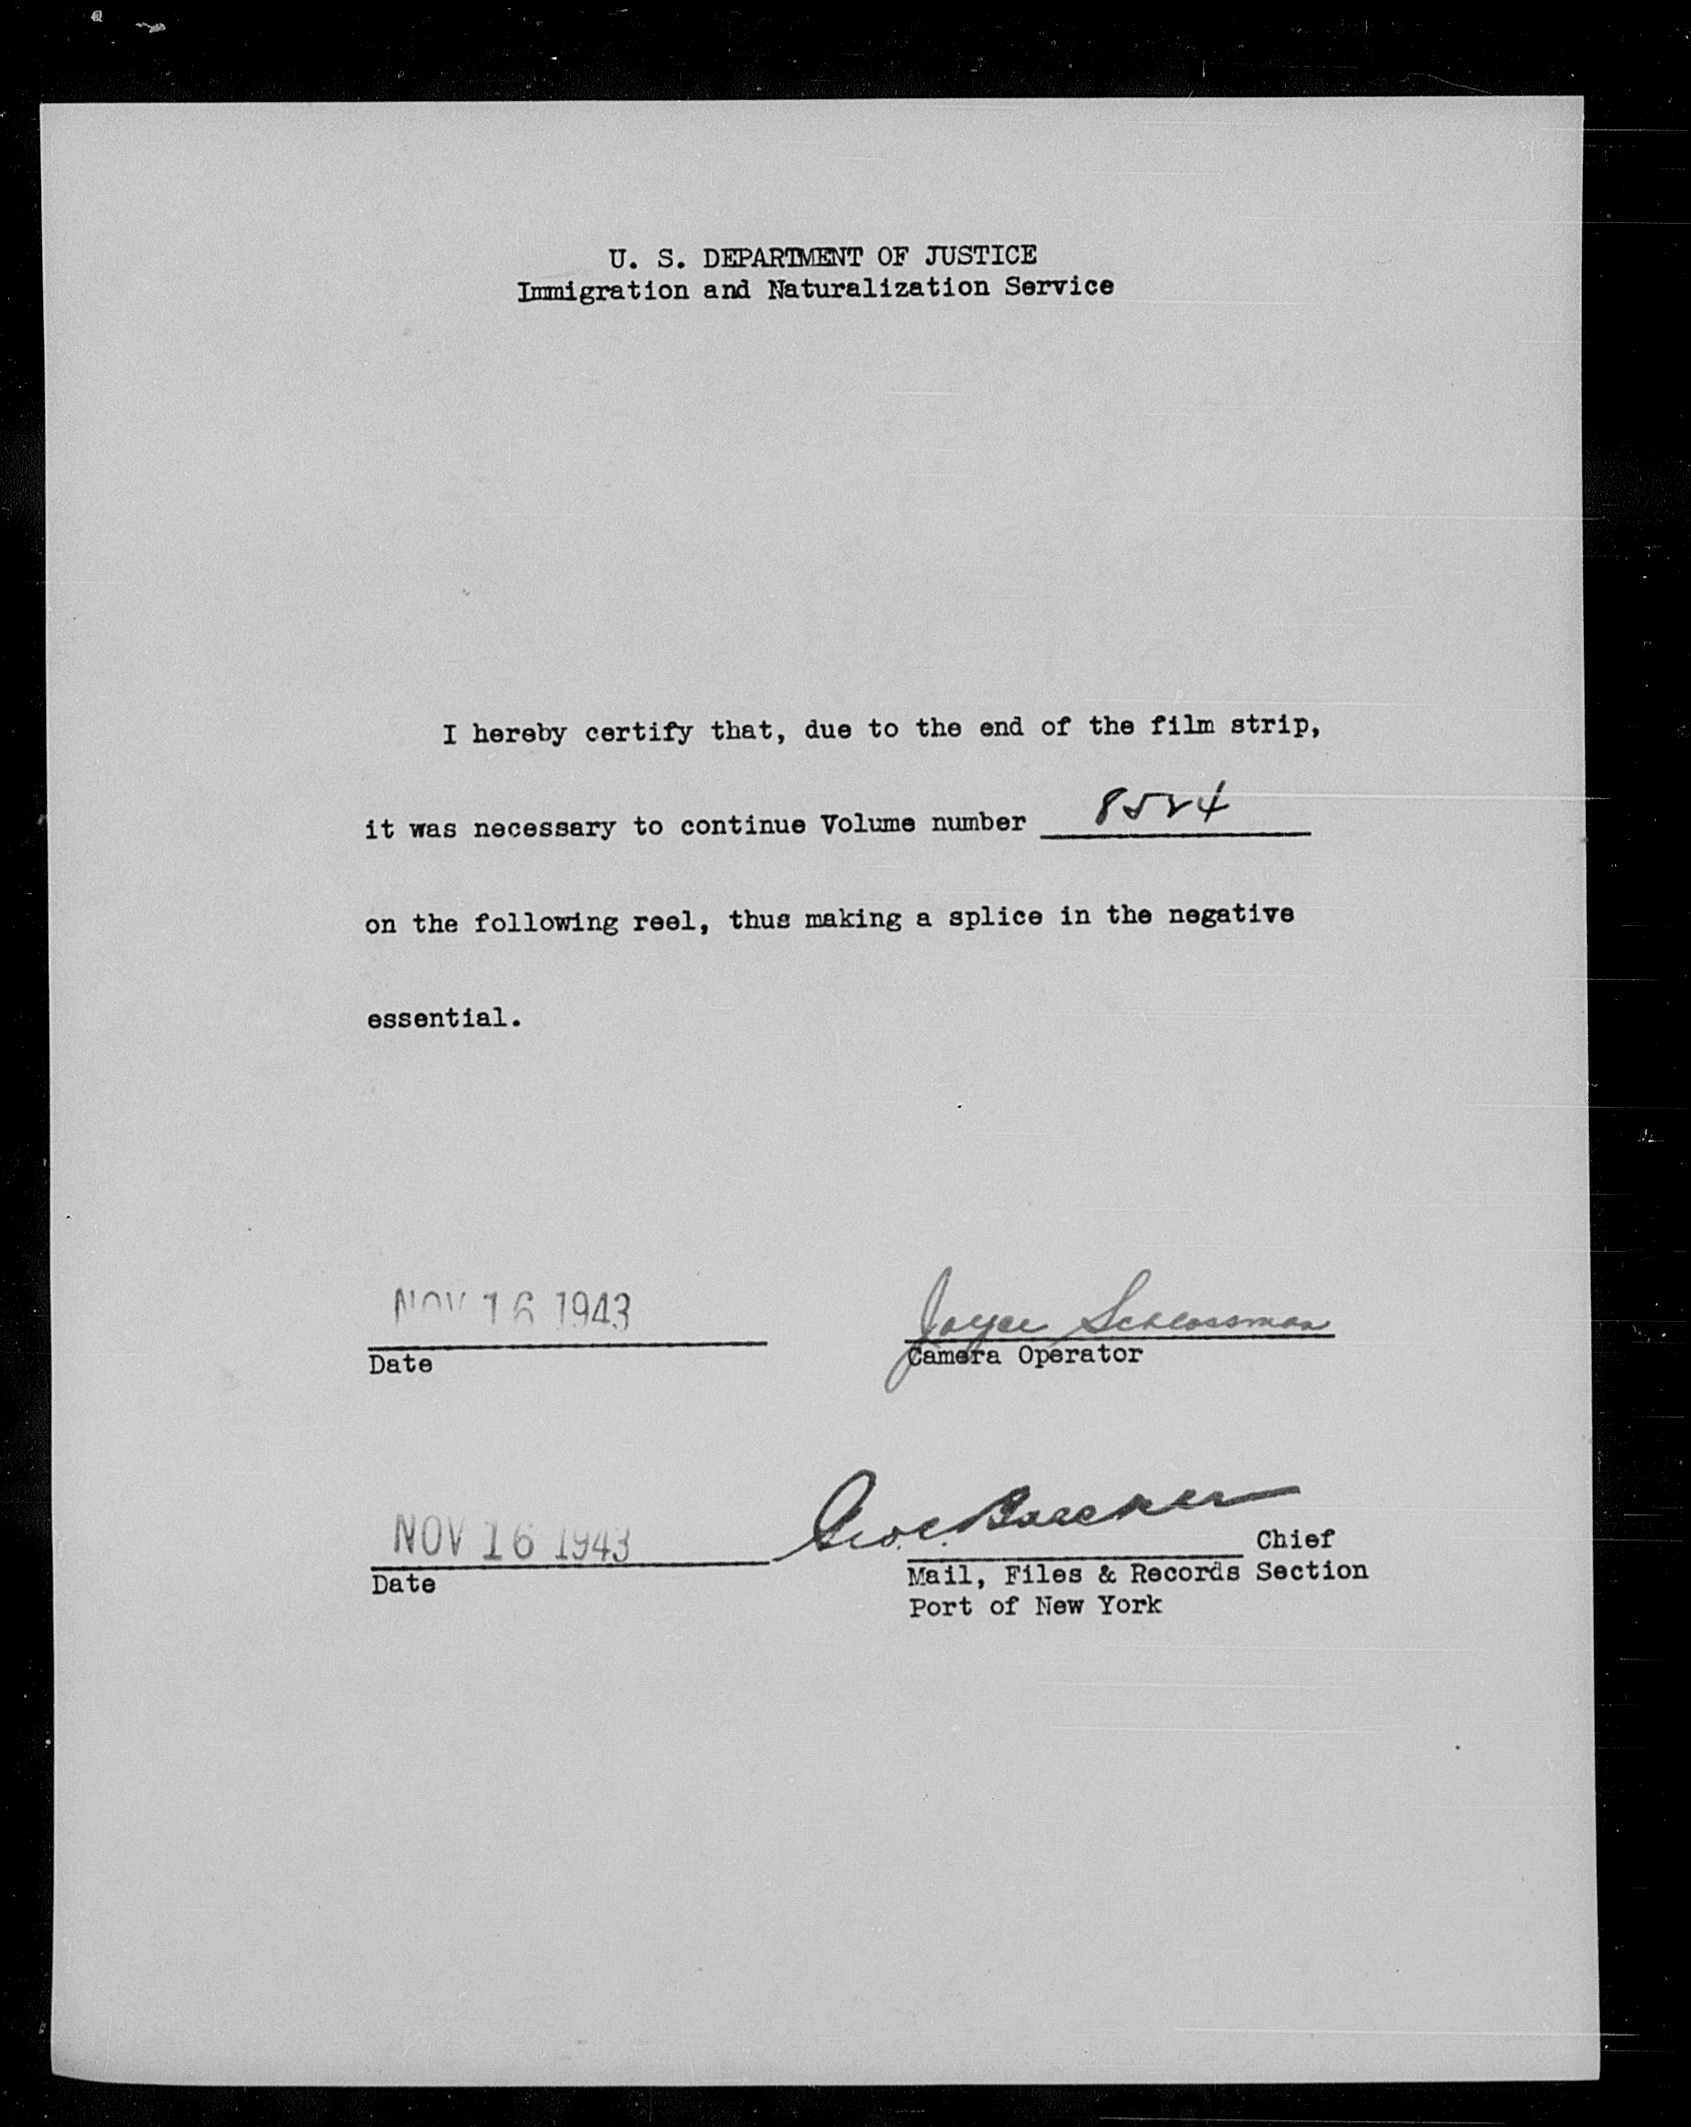 U. S. DEPARTMENT OF JUSTICE
Immigration and Naturalization Service
I hereby certify that, due to the end of the film strip,
it was necessary to continue Volume number 8524
on the following reel, thus making a splice in the negative
essential.
NOV 16 1943 Joyce Schlossman
Date Camera Operator
NOV 16 1943 Geo. C. Chief
Date Mail, Files & Records Section
Port of New York